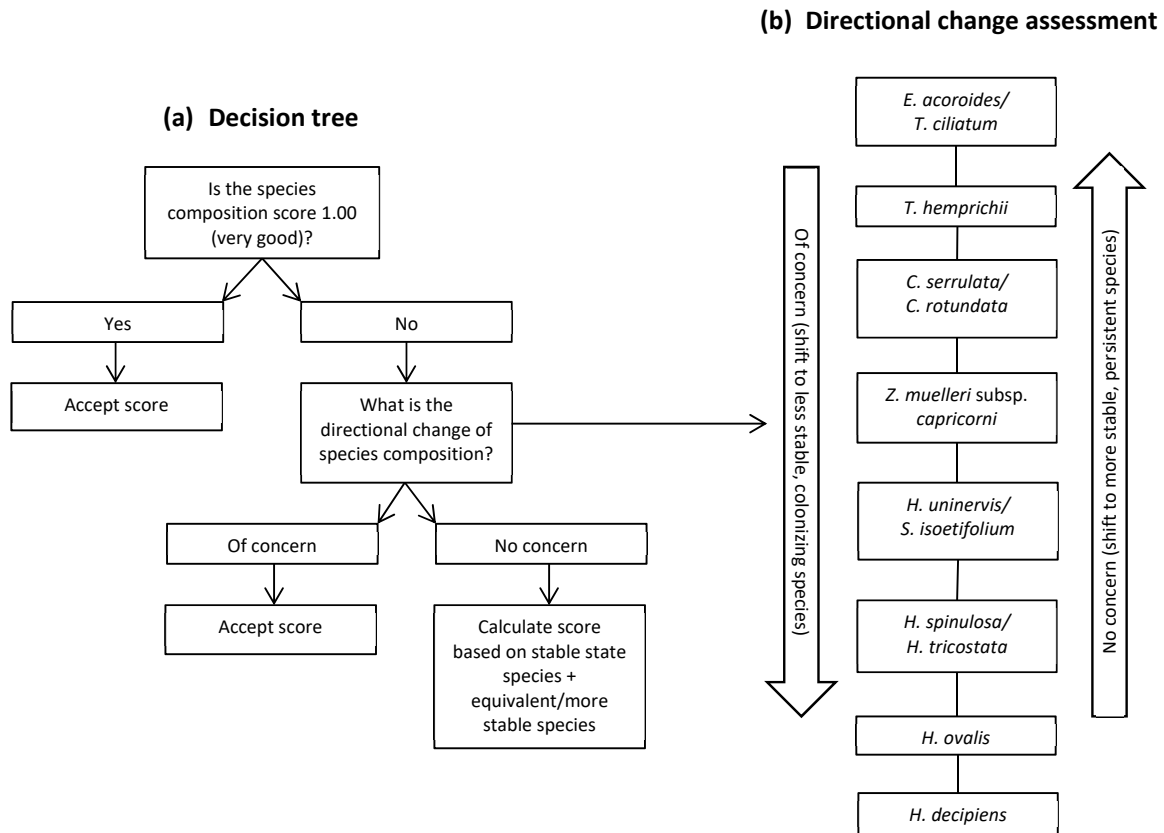 (b) Directional change assessment
(a) Decision tree
Is the species
composition score 1.00
(very good)?
Yes
No
Accept score
What is the
directional change of
species composition?
Of concern
No concern
Accept score
Calculate score
based on stable state
species +
equivalent/more
stable species
Of concern (shift to less stable, colonizing species)
E. acoroides/
T. ciliatum
T. hemprichii
C. serrulata/
C. rotundata
Z. muelleri subsp.
capricorni
H. uninervis/
S. isoetifolium
H. spinulosa/
H. tricostata
H. ovalis
H. decipiens
No concern (shift to more stable, persistent species)